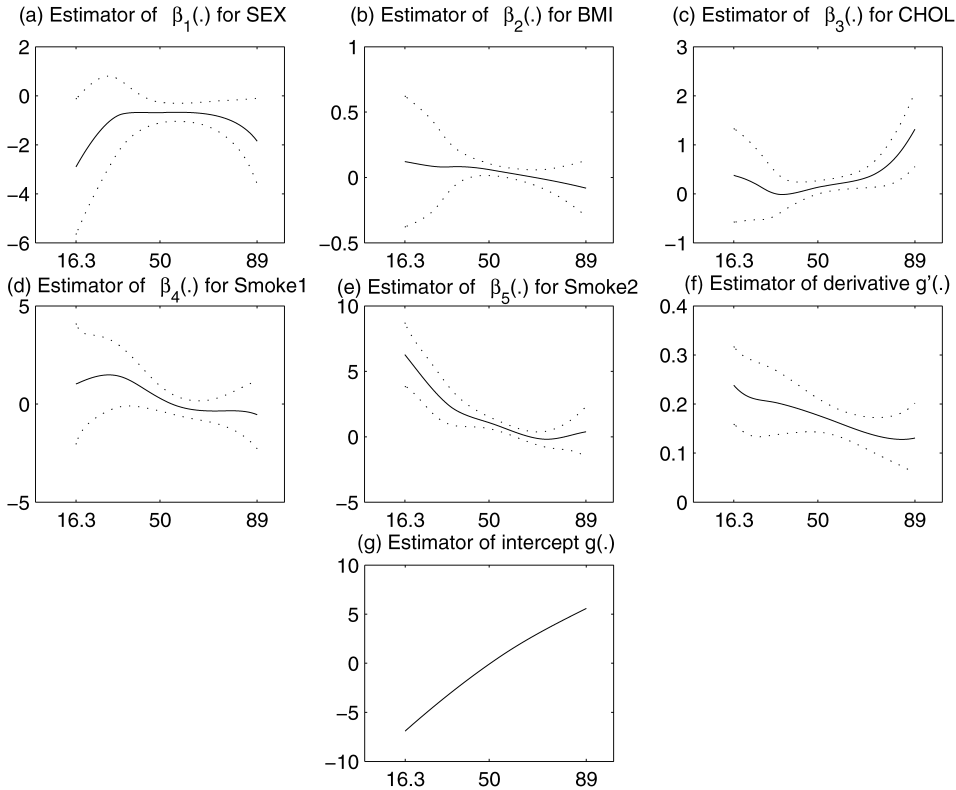 (a) Estimator of β1(.) for SEX
2
0
−2
−4
−6
16.3 50 89
(b) Estimator of β2(.) for BMI
1
0.5
0
−0.5
16.3 50 89
(c) Estimator of β3(.) for CHOL
3
2
1
0
−1
16.3 50 89
(d) Estimator of β4(.) for Smoke1
5
0
−5
16.3 50 89
(e) Estimator of β5(.) for Smoke2
10
5
0
−5
16.3 50 89
(f) Estimator of derivative g'(.)
0.4
0.3
0.2
0.1
0
16.3 50 89
(g) Estimator of intercept g(.)
10
5
0
−5
−10
16.3 50 89